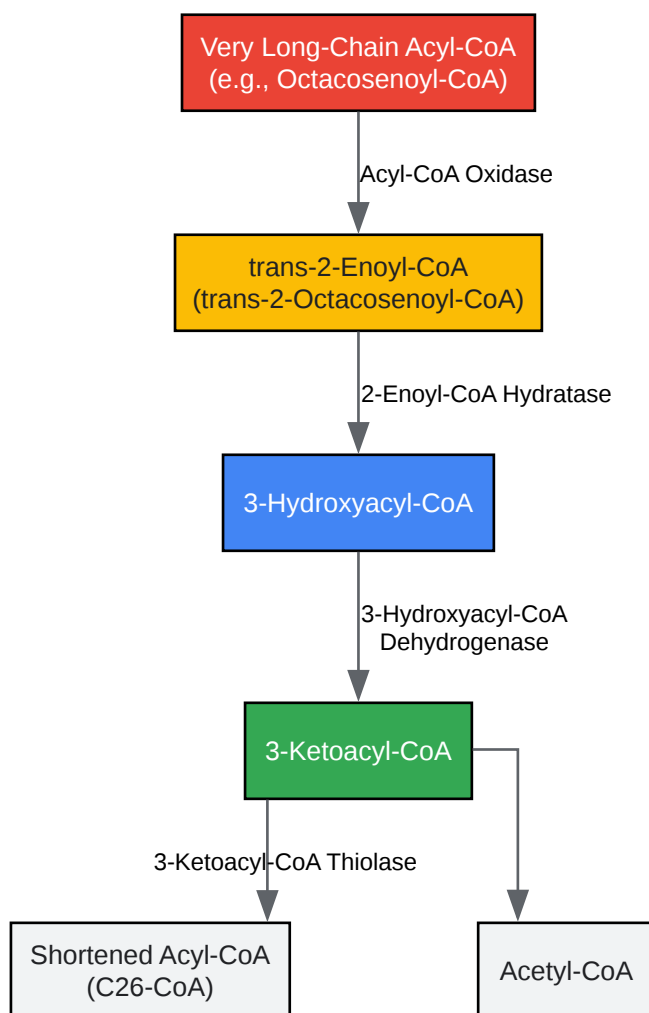 Very Long-Chain Acyl-CoA
(e.g., Octacosenoyl-CoA)
Acyl-CoA Oxidase
trans-2-Enoyl-CoA
(trans-2-Octacosenoyl-CoA)
2-Enoyl-CoA Hydratase
3-Hydroxyacyl-CoA
3-Hydroxyacyl-CoA
Dehydrogenase
3-Ketoacyl-CoA
3-Ketoacyl-CoA Thiolase
Shortened Acyl-CoA
(C26-CoA)
Acetyl-CoA